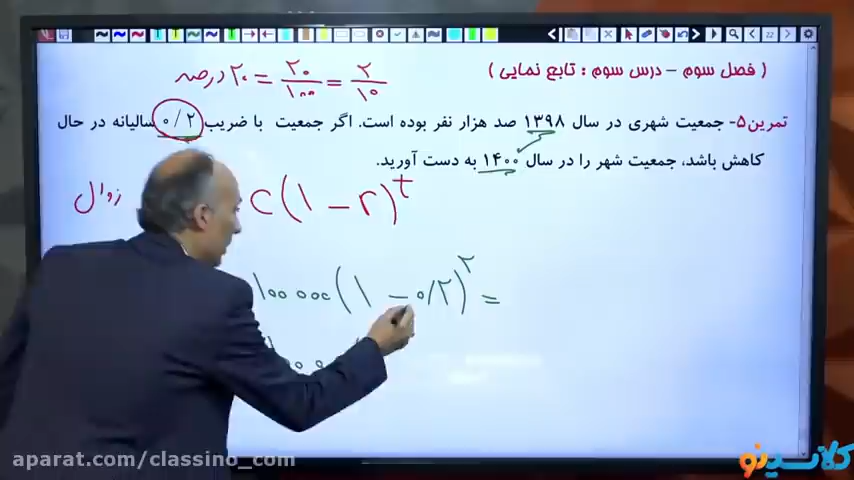 ( فصل سوم - درس سوم : تابع نمایی )
۲۰ درصد = ۲۰/۱۰۰ = ۲/۱۰
تمرین۵- جمعیت شهری در سال ۱۳۹۸ صد هزار نفر بوده است. اگر جمعیت با ضریب ۰/۲ سالیانه در حال
کاهش باشد، جمعیت شهر را در سال ۱۴۰۰ به دست آورید.
زوال C(۱ - r)^t
۱۰۰ ۰۰۰(۱ - ۰/۲)^۲ =
aparat.com/classino_com
کلاسینو